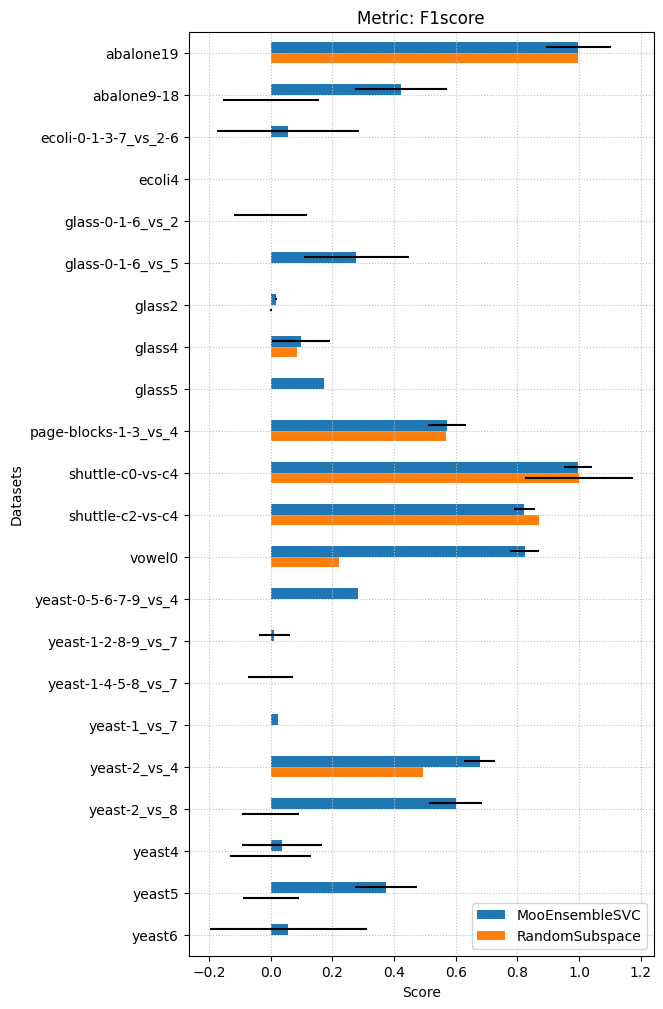 Metric: F1score
abalone19
abalone9-18
ecoli-0-1-3-7_vs_2-6
ecoli4
glass-0-1-6_vs_2
glass-0-1-6_vs_5
glass2
glass4
glass5
page-blocks-1-3_vs_4
shuttle-c0-vs-c4
shuttle-c2-vs-c4
vowel0
yeast-0-5-6-7-9_vs_4
yeast-1-2-8-9_vs_7
yeast-1-4-5-8_vs_7
yeast-1_vs_7
yeast-2_vs_4
yeast-2_vs_8
yeast4
yeast5
yeast6
Datasets
MooEnsembleSVC
RandomSubspace
−0.2 0.0 0.2 0.4 0.6 0.8 1.0 1.2
Score